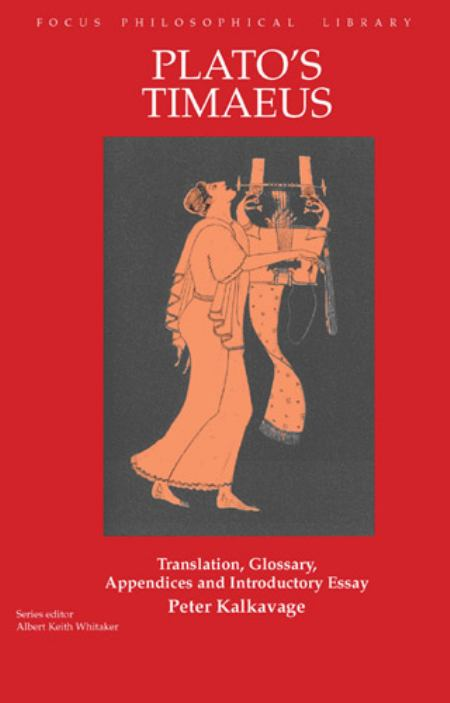 FOCUS PHILOSOPHICAL LIBRARY
PLATO'S
TIMAEUS
Translation, Glossary,
Appendices and Introductory Essay
Peter Kalkavage
Series editor
Albert Keith Whitaker